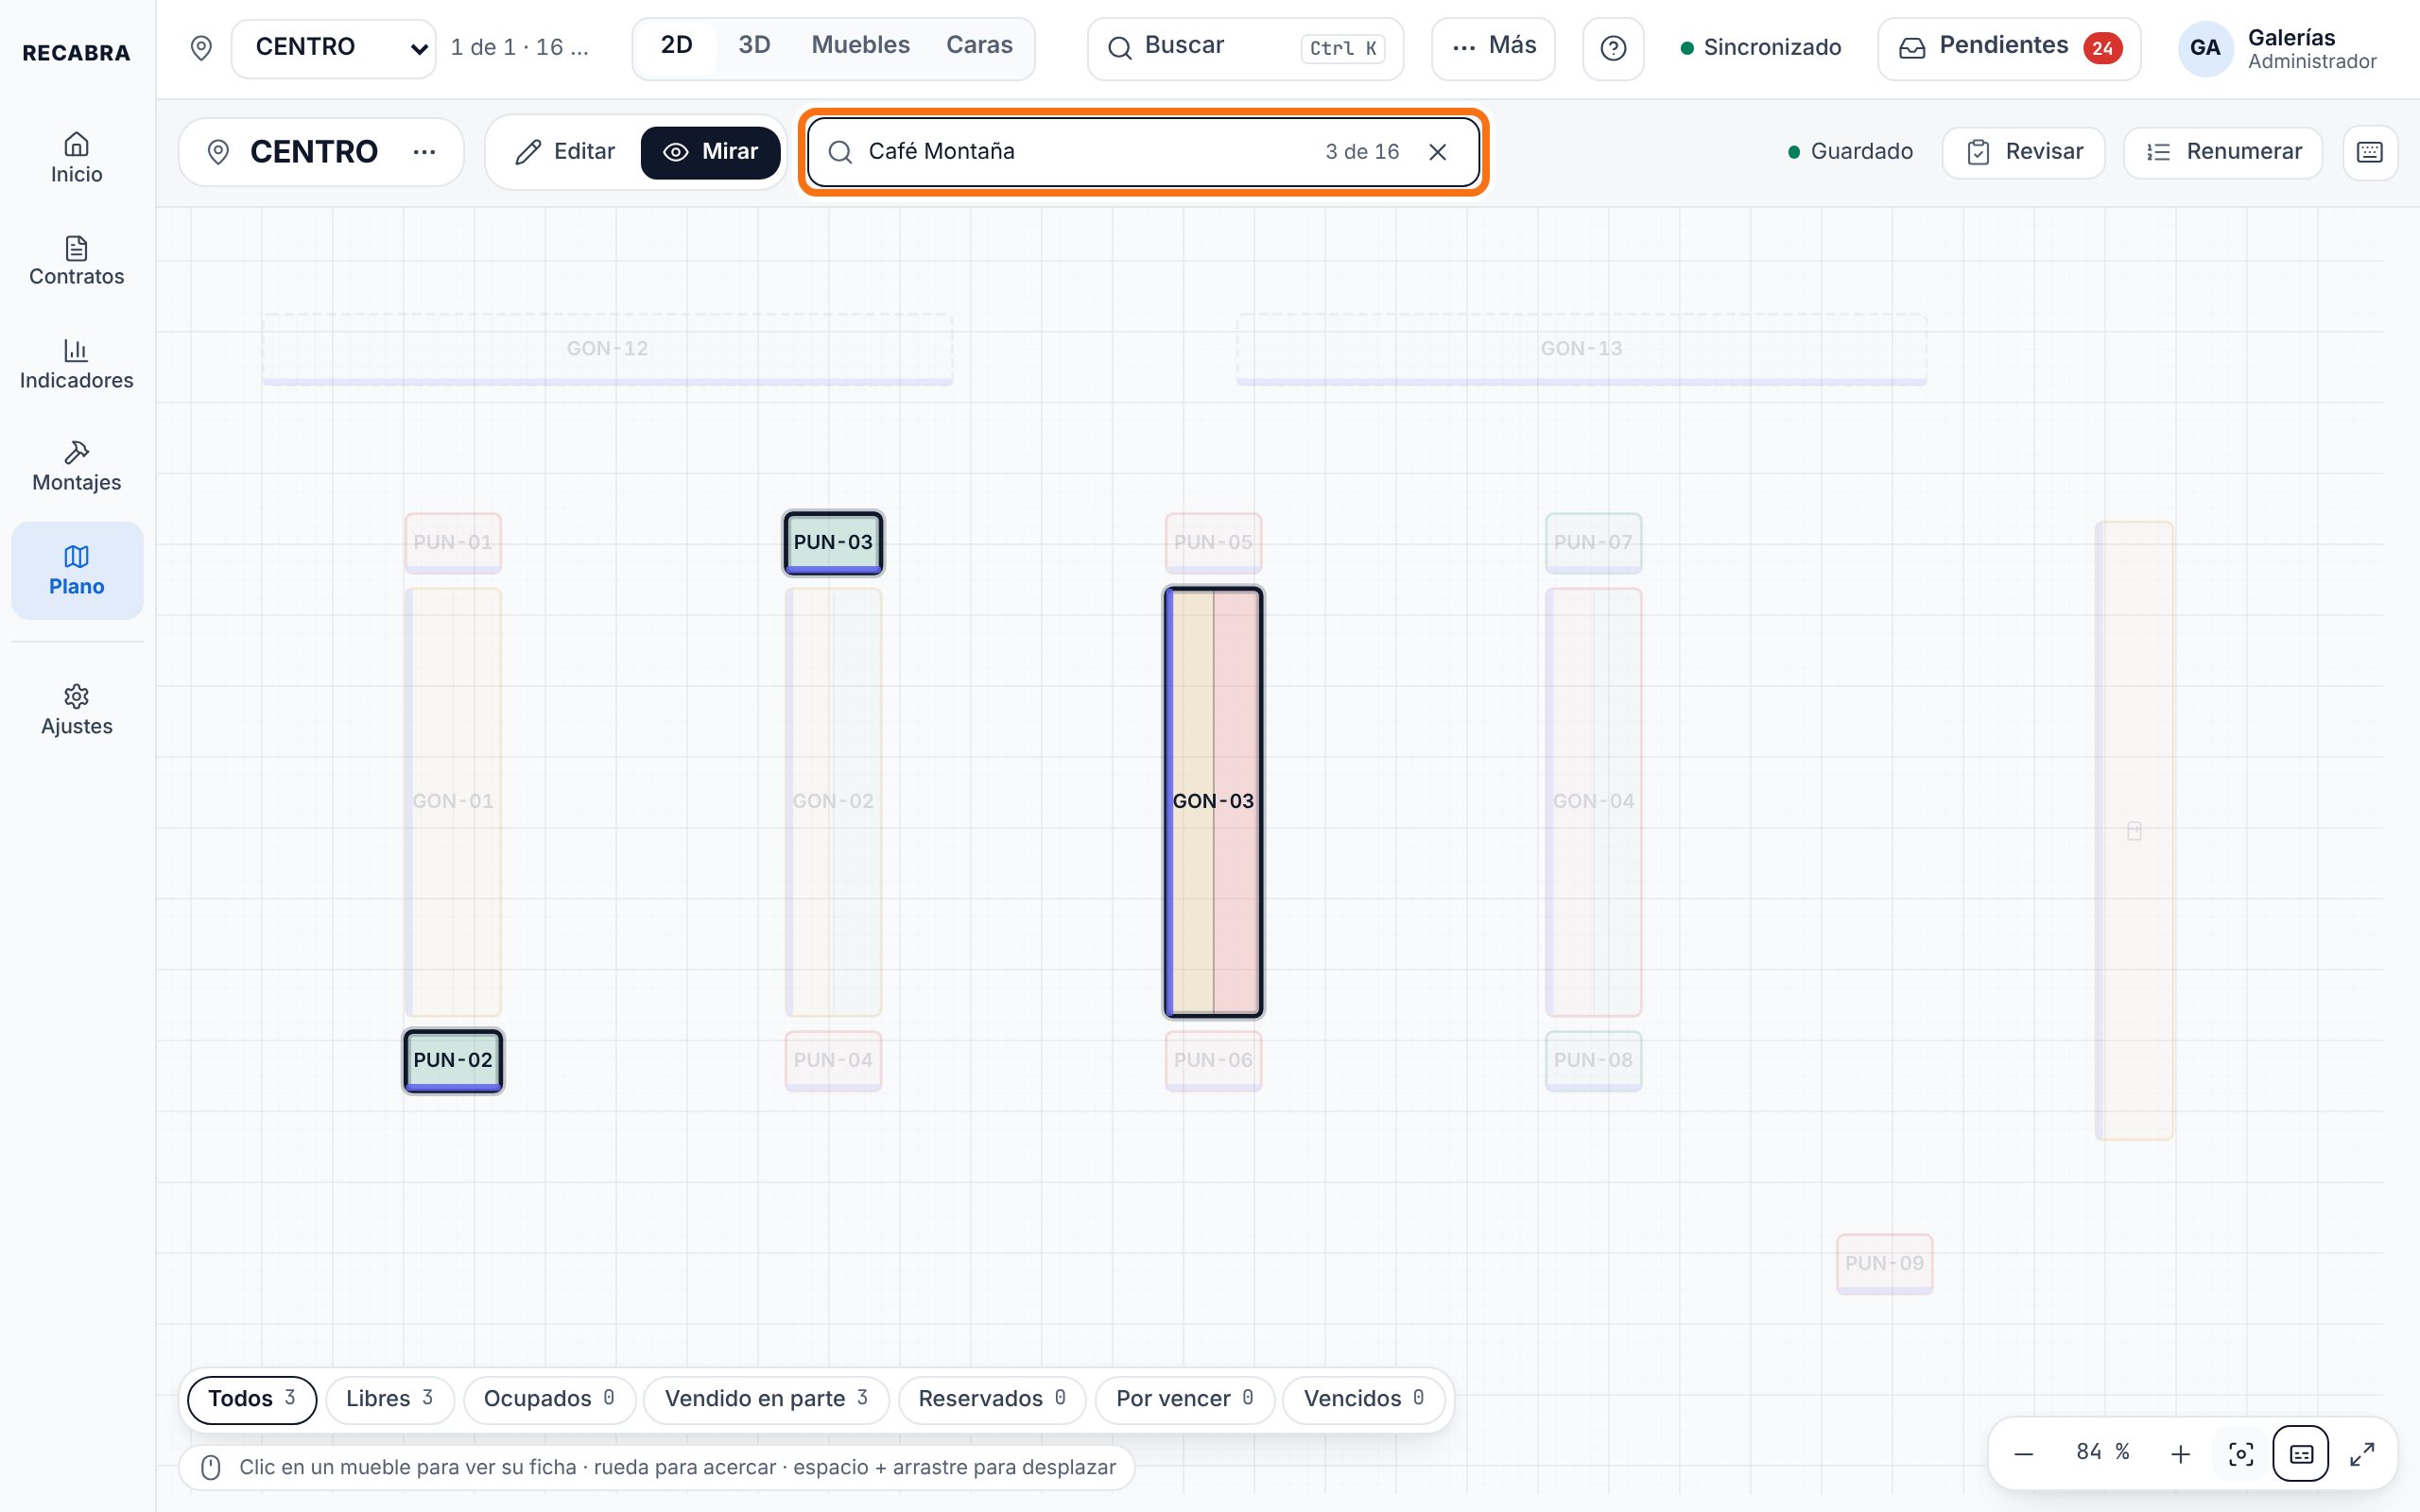 RECABRA
CENTRO
1 de 1 · 16 ...
2D
3D
Muebles
Caras
Buscar
Ctrl K
Más
Sincronizado
Pendientes
24
GA
Galerías
Administrador
Inicio
Contratos
Indicadores
Montajes
Plano
Ajustes
CENTRO
Editar
Mirar
Café Montaña
3 de 16
Guardado
Revisar
Renumerar
GON-12
GON-13
PUN-01
PUN-03
PUN-05
PUN-07
GON-01
GON-02
GON-03
GON-04
PUN-02
PUN-04
PUN-06
PUN-08
PUN-09
Todos 3
Libres 3
Ocupados 0
Vendido en parte 3
Reservados 0
Por vencer 0
Vencidos 0
Clic en un mueble para ver su ficha · rueda para acercar · espacio + arrastre para desplazar
84 %